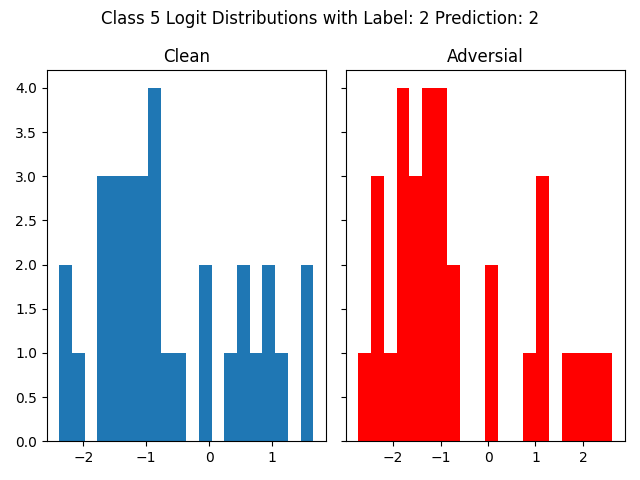 Class 5 Logit Distributions with Label: 2 Prediction: 2
Clean
Adversial
4.0
3.5
3.0
2.5
2.0
1.5
1.0
0.5
0.0
−2 −1 0 1
−2 −1 0 1 2